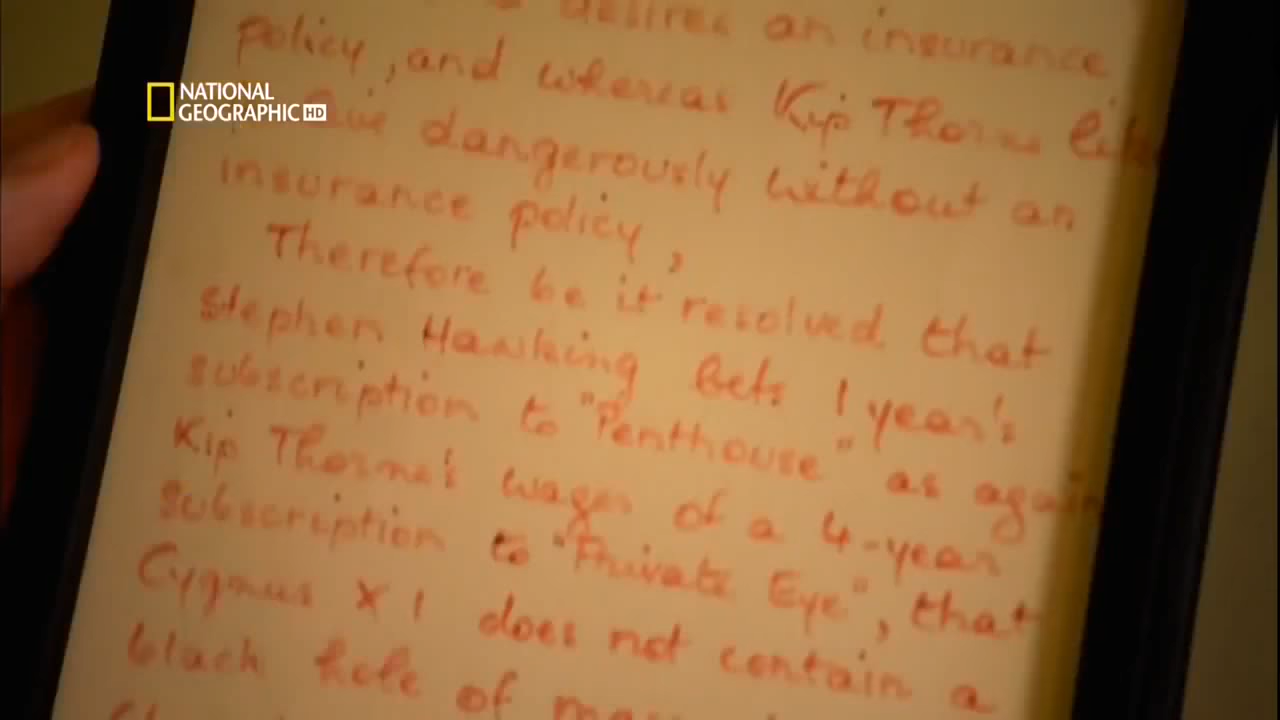 desires an insurance
policy, and whereas Kip Thorne
NATIONAL
GEOGRAPHIC HD
dangerously without an
insurance policy,
Therefore be it resolved that
Stephen Hawking bets 1 year's
subscription to "Penthouse" as again
Kip Thorne's wager of a 4-year
subscription to "Private Eye", that
Cygnus X 1 does not contain a
black hole of